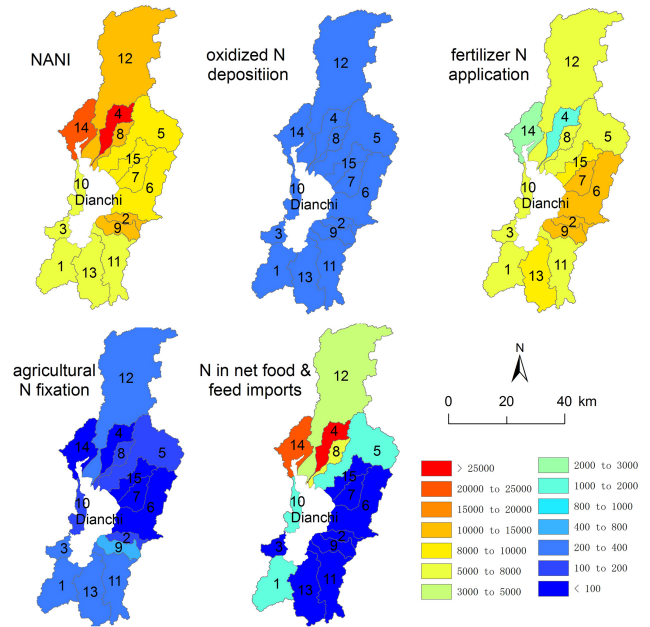 NANI
12
4
14
8
5
15
7
10
6
Dianchi
2
9
3
11
1
13
oxidized N
depositiion
12
4
14
8
5
15
7
10
6
Dianchi
2
9
3
11
1
13
fertilizer N
application
12
4
14
8
5
15
7
10
6
Dianchi
2
9
3
11
1
13
agricultural
N fixation
12
4
14
8
5
15
7
10
6
Dianchi
2
9
3
11
1
13
N in net food &
feed imports
12
4
14
8
5
15
7
10
6
Dianchi
2
9
3
11
1
13
N
0 20 40 km
> 25000
20000 to 25000
15000 to 20000
10000 to 15000
8000 to 10000
5000 to 8000
3000 to 5000
2000 to 3000
1000 to 2000
800 to 1000
400 to 800
200 to 400
100 to 200
< 100